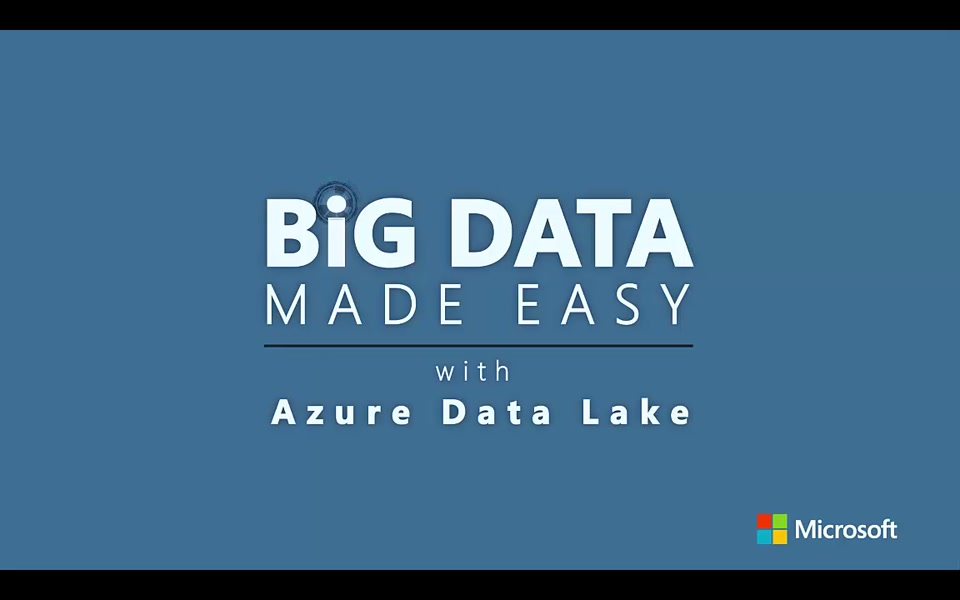 BiG DATA
MADE EASY
with
Azure Data Lake
Microsoft